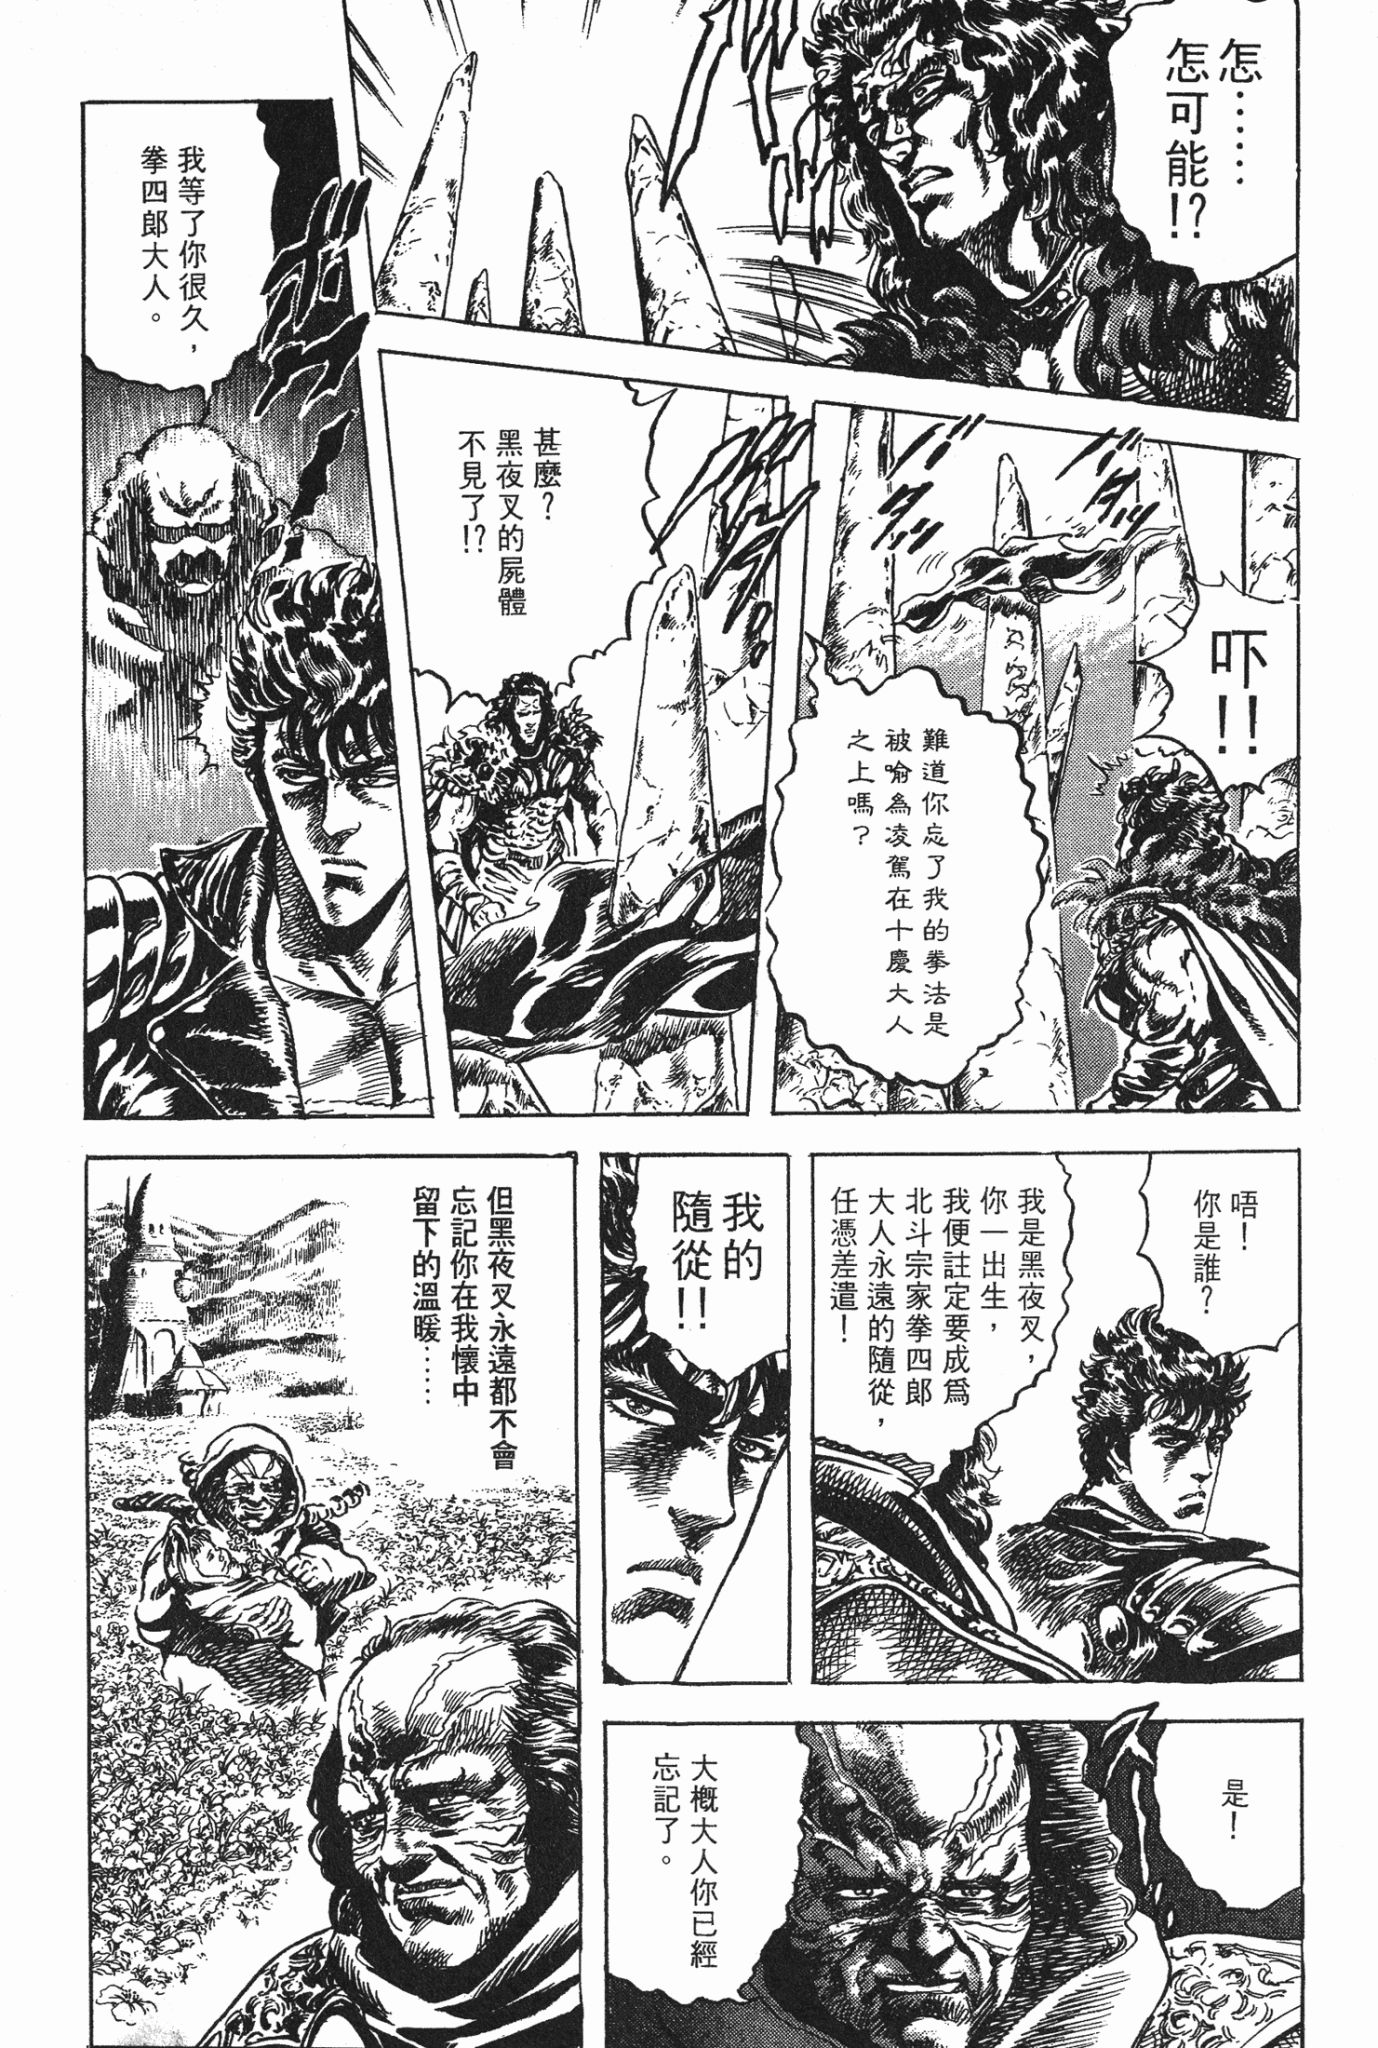 怎……
怎可能!?
吓!!
難道你忘了我的拳法是
被喻為凌駕在十慶大人
之上嗎？
甚麼？
黑夜叉的屍體
不見了!?
我等了你很久，
拳四郎大人。
唔！
你是誰？
我是黑夜叉，
你一出生，
我便註定要成爲
北斗宗家拳四郎
大人永遠的隨從，
任憑差遣！
我的
隨從!!
是！
大概大人你已經
忘記了。
但黑夜叉永遠都不會
忘記你在我懷中
留下的溫暖……